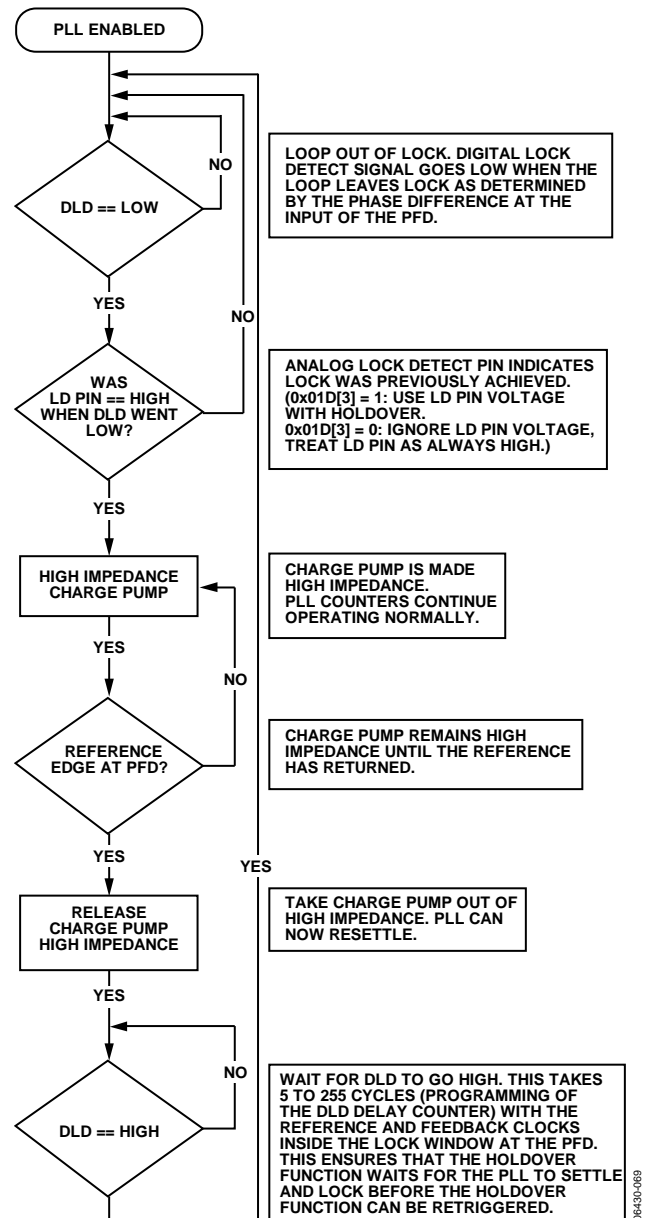 PLL ENABLED
NO
DLD == LOW
LOOP OUT OF LOCK. DIGITAL LOCK
DETECT SIGNAL GOES LOW WHEN THE
LOOP LEAVES LOCK AS DETERMINED
BY THE PHASE DIFFERENCE AT THE
INPUT OF THE PFD.
YES
NO
WAS
LD PIN == HIGH
WHEN DLD WENT
LOW?
ANALOG LOCK DETECT PIN INDICATES
LOCK WAS PREVIOUSLY ACHIEVED.
(0x01D[3] = 1: USE LD PIN VOLTAGE
WITH HOLDOVER.
0x01D[3] = 0: IGNORE LD PIN VOLTAGE,
TREAT LD PIN AS ALWAYS HIGH.)
YES
HIGH IMPEDANCE
CHARGE PUMP
CHARGE PUMP IS MADE
HIGH IMPEDANCE.
PLL COUNTERS CONTINUE
OPERATING NORMALLY.
YES
NO
REFERENCE
EDGE AT PFD?
CHARGE PUMP REMAINS HIGH
IMPEDANCE UNTIL THE REFERENCE
HAS RETURNED.
YES
YES
RELEASE
CHARGE PUMP
HIGH IMPEDANCE
TAKE CHARGE PUMP OUT OF
HIGH IMPEDANCE. PLL CAN
NOW RESETTLE.
YES
NO
DLD == HIGH
WAIT FOR DLD TO GO HIGH. THIS TAKES
5 TO 255 CYCLES (PROGRAMMING OF
THE DLD DELAY COUNTER) WITH THE
REFERENCE AND FEEDBACK CLOCKS
INSIDE THE LOCK WINDOW AT THE PFD.
THIS ENSURES THAT THE HOLDOVER
FUNCTION WAITS FOR THE PLL TO SETTLE
AND LOCK BEFORE THE HOLDOVER
FUNCTION CAN BE RETRIGGERED.
06430-069